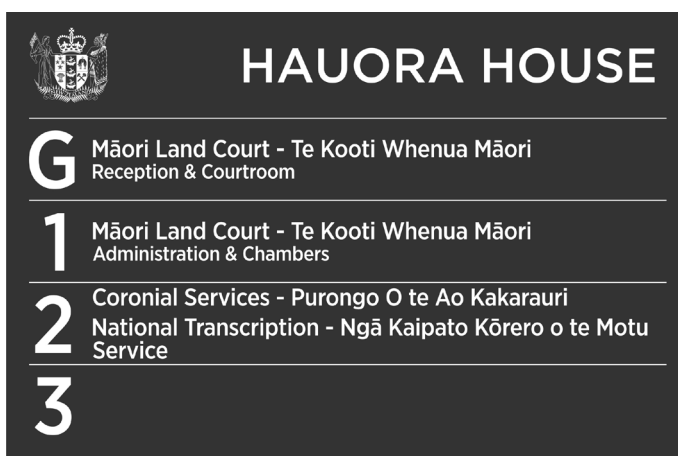 HAUORA HOUSE
G
Māori Land Court - Te Kooti Whenua Māori
Reception & Courtroom
1
Māori Land Court - Te Kooti Whenua Māori
Administration & Chambers
2
Coronial Services - Purongo O te Ao Kakarauri
National Transcription - Ngā Kaipato Kōrero o te Motu
Service
3